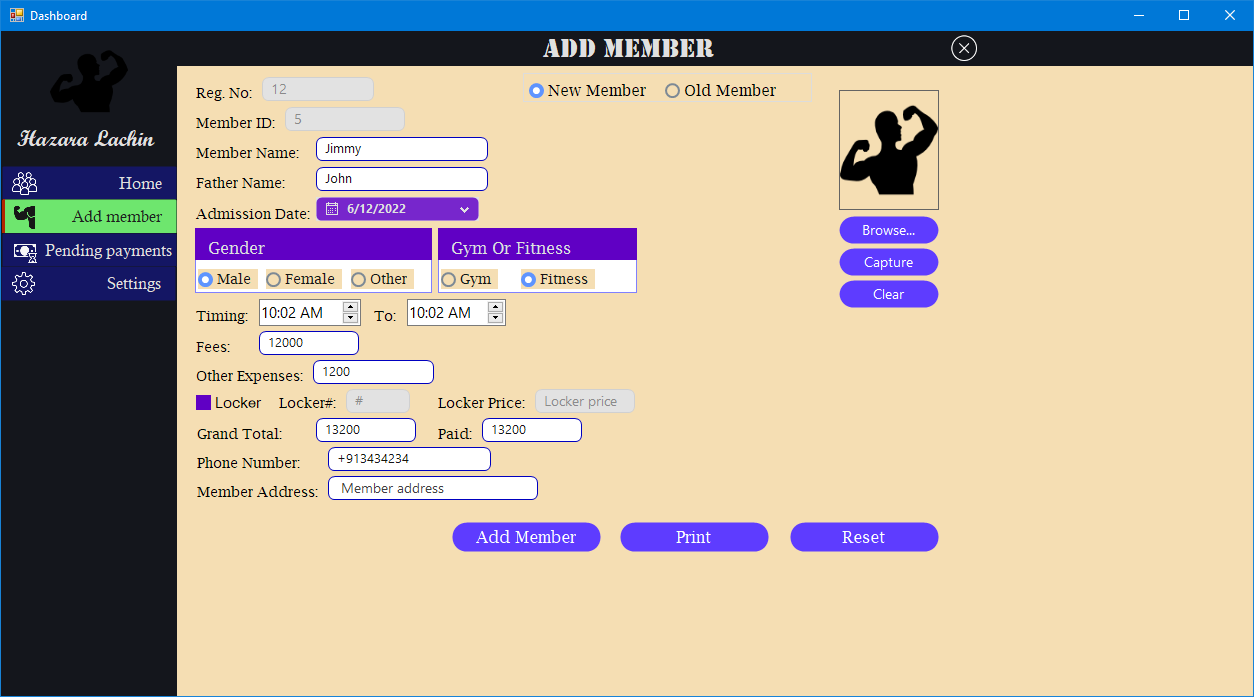 Dashboard
ADD MEMBER
Hazara Lachin
Home
Add member
Pending payments
Settings
Reg. No: 12
New Member Old Member
Member ID: 5
Member Name: Jimmy
Father Name: John
Admission Date: 6/12/2022
Gender Gym Or Fitness
Male Female Other Gym Fitness
Timing: 10:02 AM To: 10:02 AM
Fees: 12000
Other Expenses: 1200
Locker Locker#: # Locker Price: Locker price
Grand Total: 13200 Paid: 13200
Phone Number: +913434234
Member Address: Member address
Browse...
Capture
Clear
Add Member Print Reset